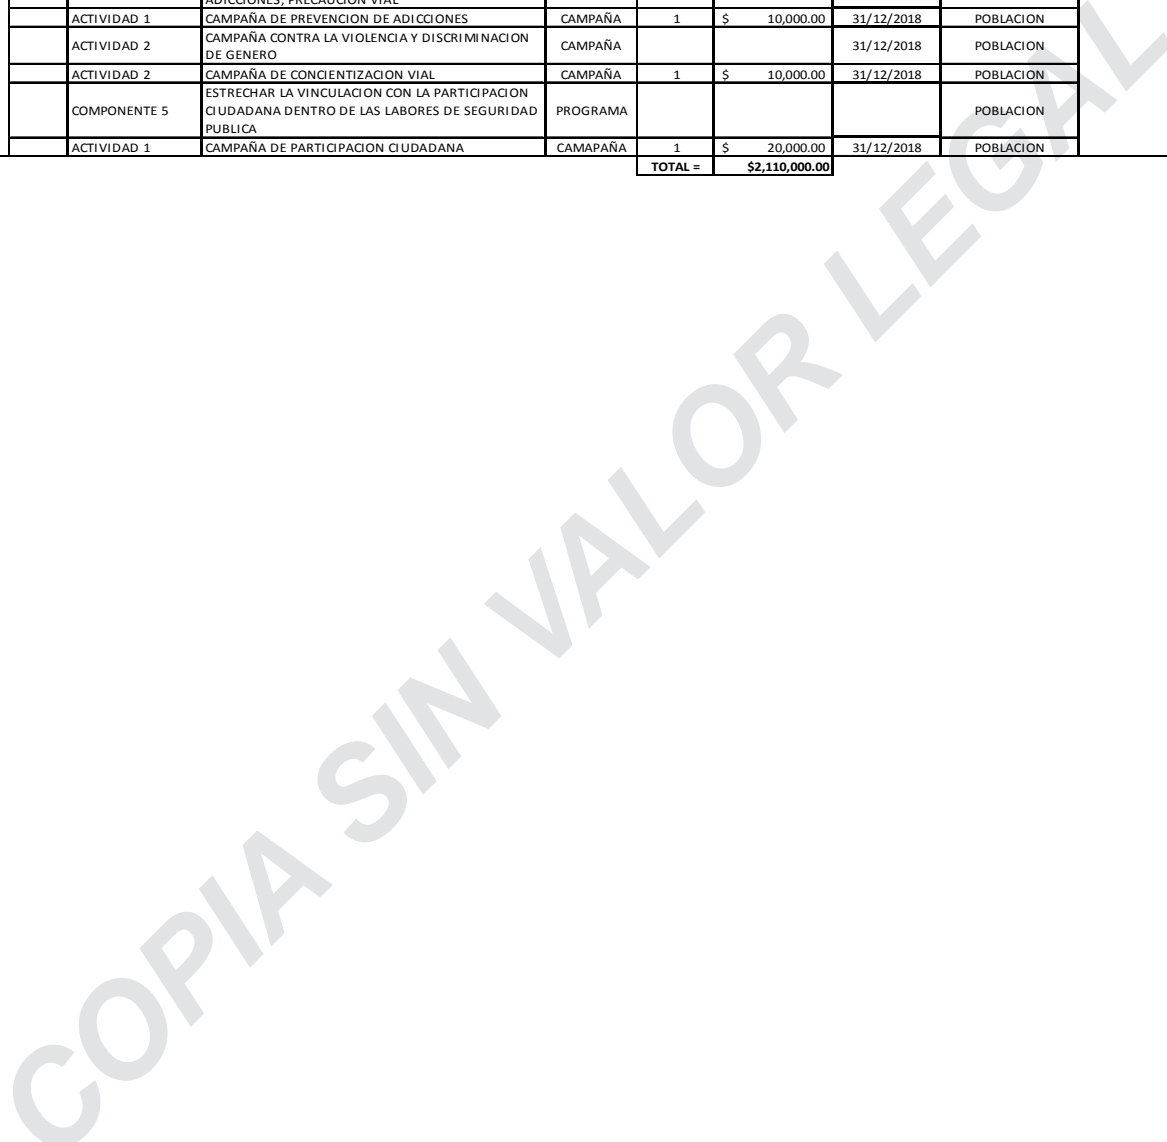 ADICCIONES, PRECAUCION VIAL
ACTIVIDAD 1 CAMPAÑA DE PREVENCION DE ADICCIONES CAMPAÑA 1 $ 10,000.00 31/12/2018 POBLACION
ACTIVIDAD 2 CAMPAÑA CONTRA LA VIOLENCIA Y DISCRIMINACION DE GENERO CAMPAÑA 31/12/2018 POBLACION
ACTIVIDAD 2 CAMPAÑA DE CONCIENTIZACION VIAL CAMPAÑA 1 $ 10,000.00 31/12/2018 POBLACION
COMPONENTE 5 ESTRECHAR LA VINCULACION CON LA PARTICIPACION CIUDADANA DENTRO DE LAS LABORES DE SEGURIDAD PUBLICA PROGRAMA POBLACION
ACTIVIDAD 1 CAMPAÑA DE PARTICIPACION CIUDADANA CAMAPAÑA 1 $ 20,000.00 31/12/2018 POBLACION
TOTAL = $2,110,000.00
COPIA SIN VALOR LEGAL